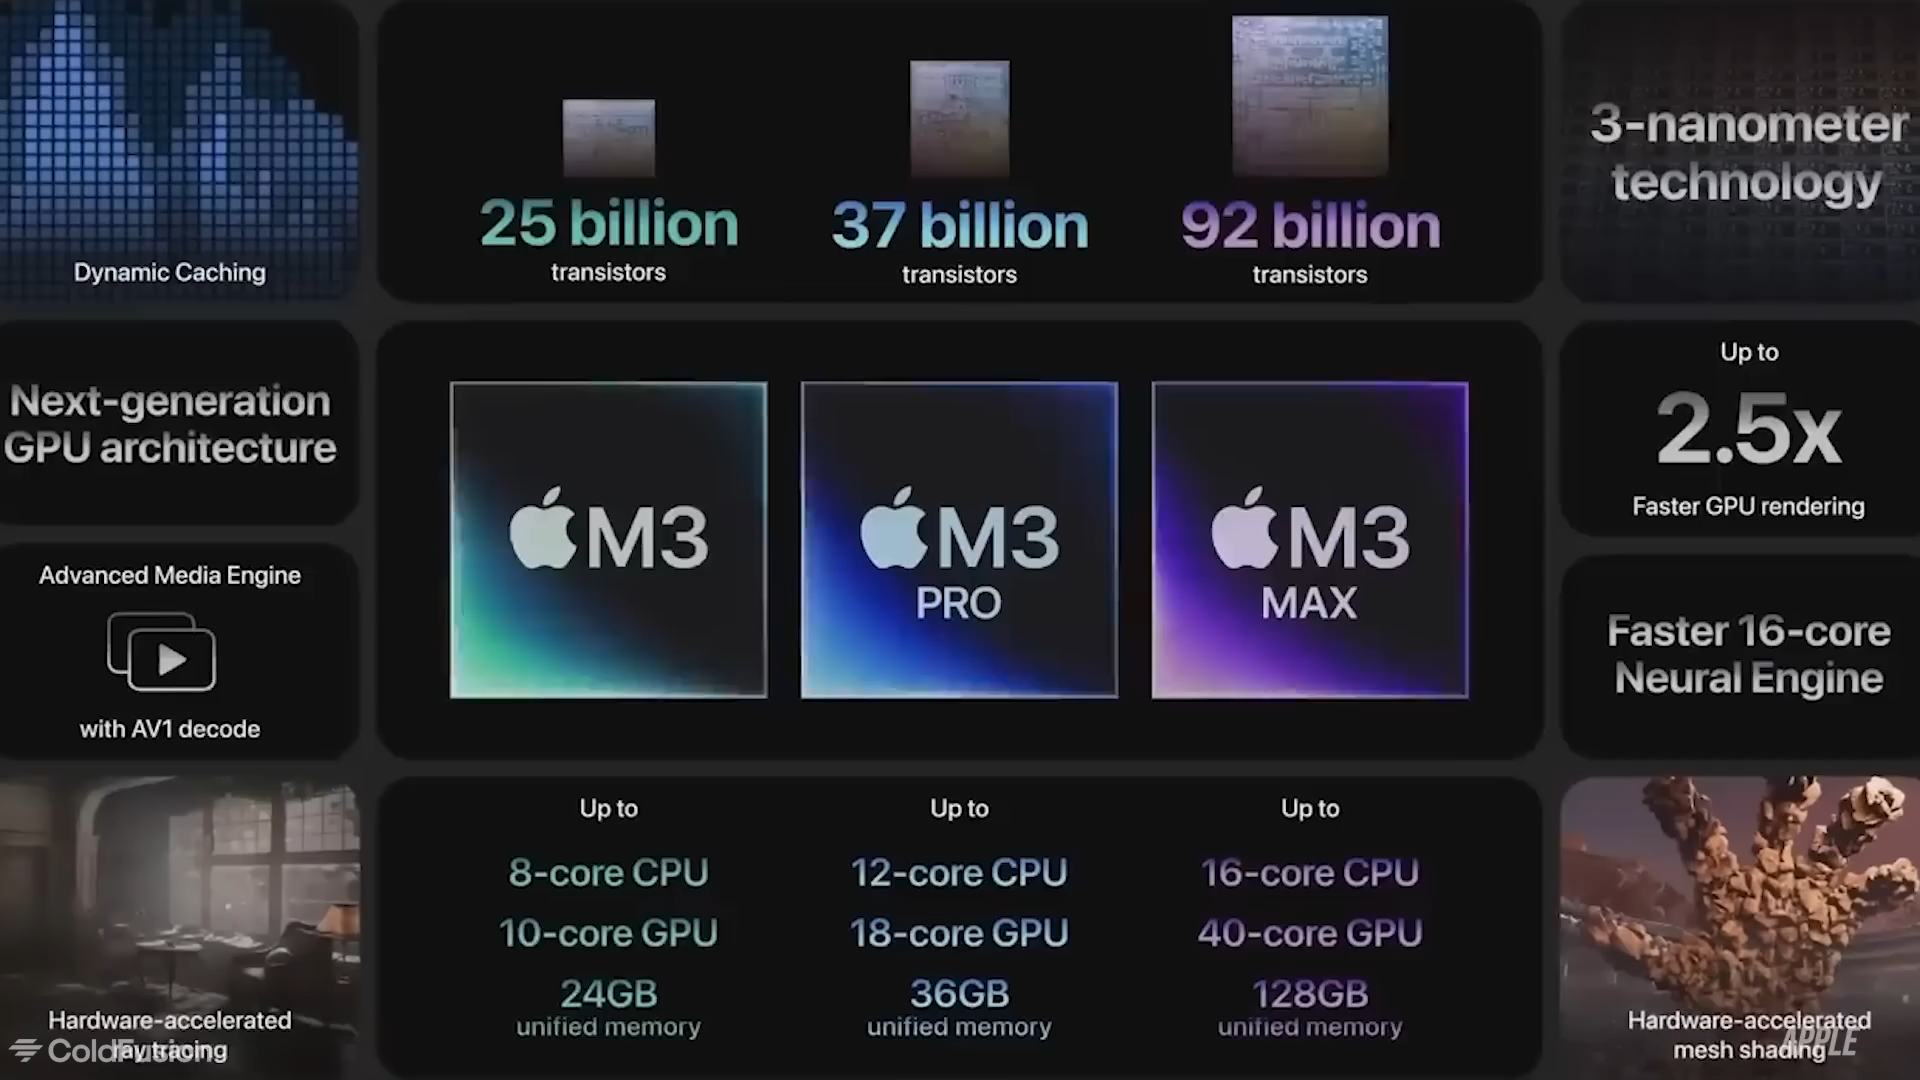 Dynamic Caching
25 billion
transistors
37 billion
transistors
92 billion
transistors
3-nanometer
technology
Next-generation
GPU architecture
M3
M3
PRO
M3
MAX
Up to
2.5x
Faster GPU rendering
Advanced Media Engine
with AV1 decode
Faster 16-core
Neural Engine
Up to
8-core CPU
10-core GPU
24GB
unified memory
Up to
12-core CPU
18-core GPU
36GB
unified memory
Up to
16-core CPU
40-core GPU
128GB
unified memory
Hardware-accelerated
ray tracing
ColdFusion
Hardware-accelerated
mesh shading
APPLE